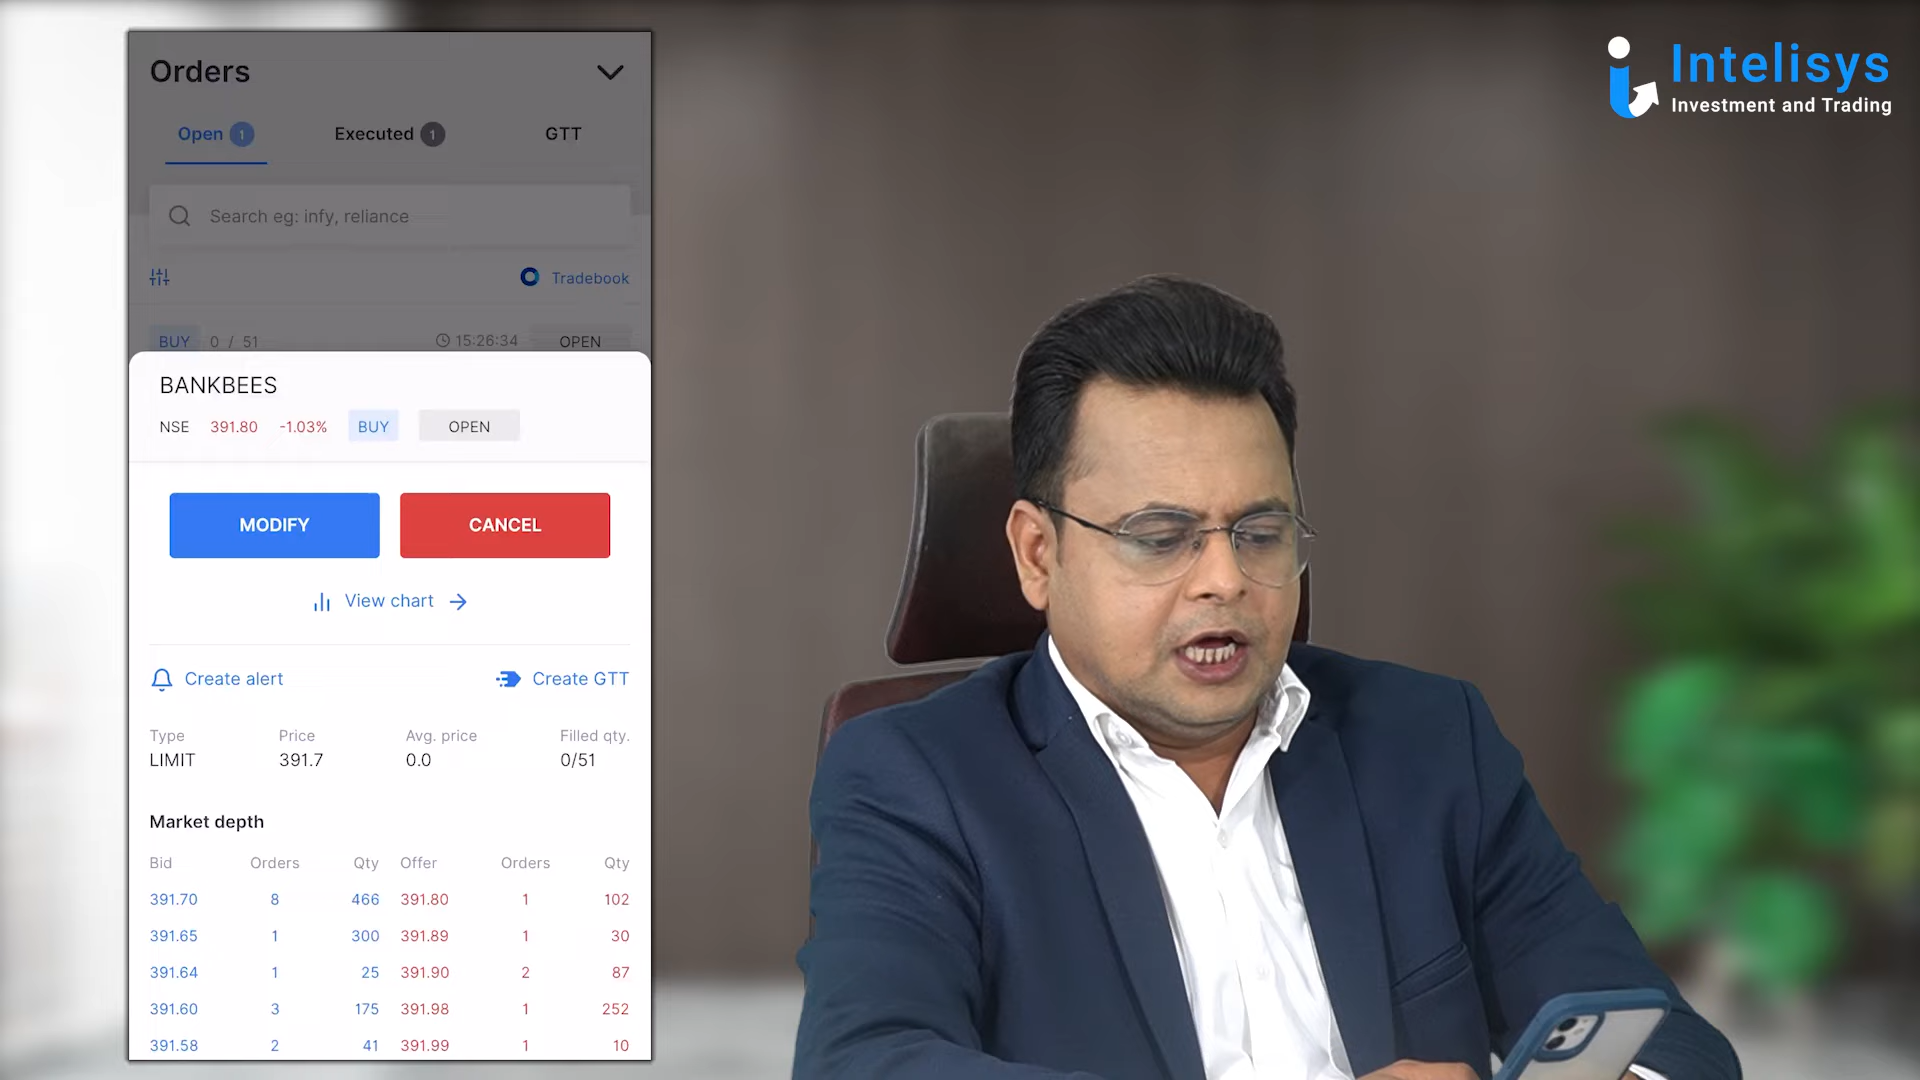 Orders
Open 1 Executed 1 GTT
Search eg: infy, reliance
Tradebook
BUY 0 / 51 15:26:34 OPEN
BANKBEES
NSE 391.80 -1.03% BUY OPEN
MODIFY CANCEL
View chart
Create alert Create GTT
Type Price Avg. price Filled qty.
LIMIT 391.7 0.0 0/51
Market depth
Bid Orders Qty Offer Orders Qty
391.70 8 466 391.80 1 102
391.65 1 300 391.89 1 30
391.64 1 25 391.90 2 87
391.60 3 175 391.98 1 252
391.58 2 41 391.99 1 10
Intelisys
Investment and Trading